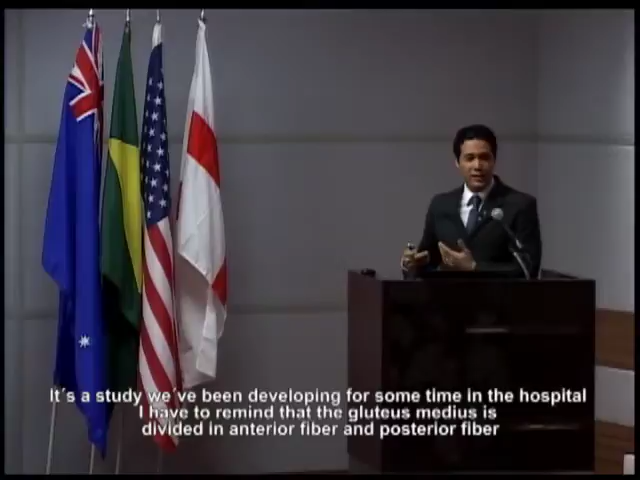 It´s a study we´ve been developing for some time in the hospital
I have to remind that the gluteus medius is
divided in anterior fiber and posterior fiber